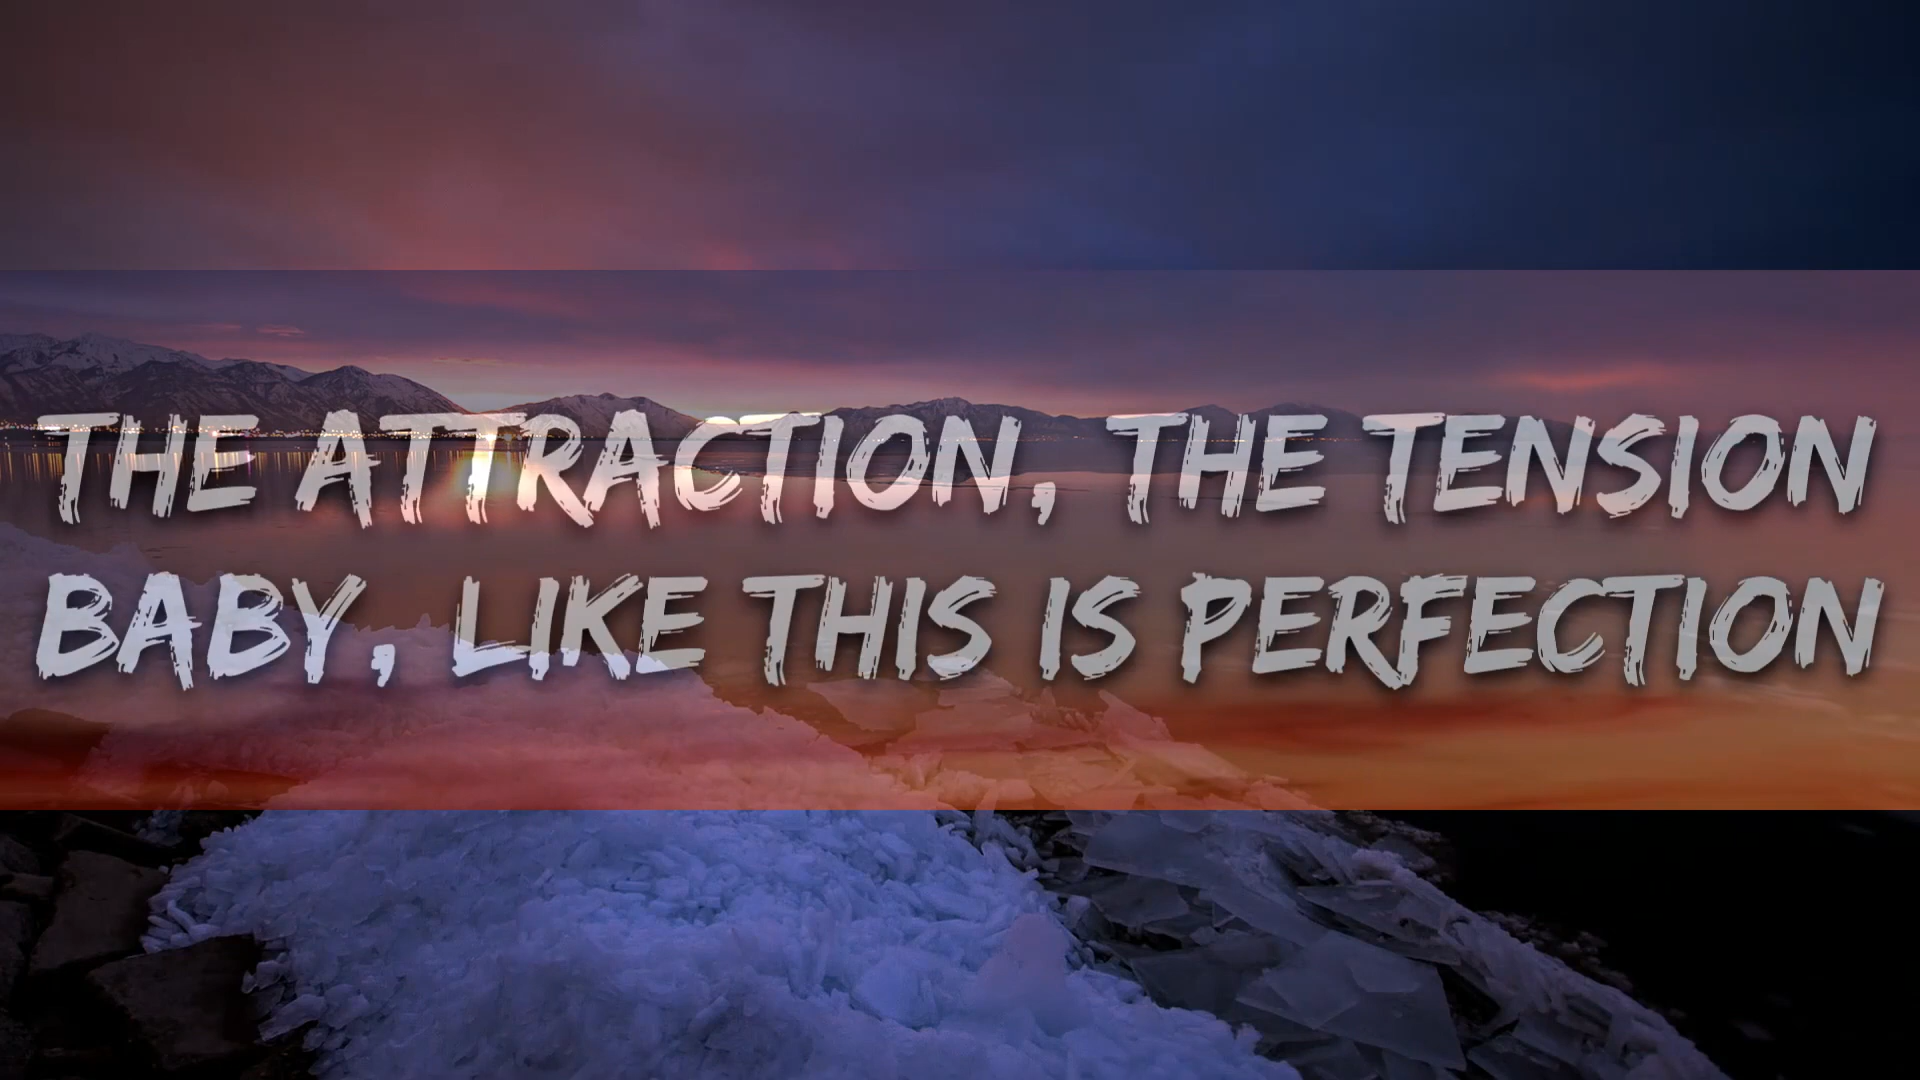 THE ATTRACTION, THE TENSION
BABY, LIKE THIS IS PERFECTION